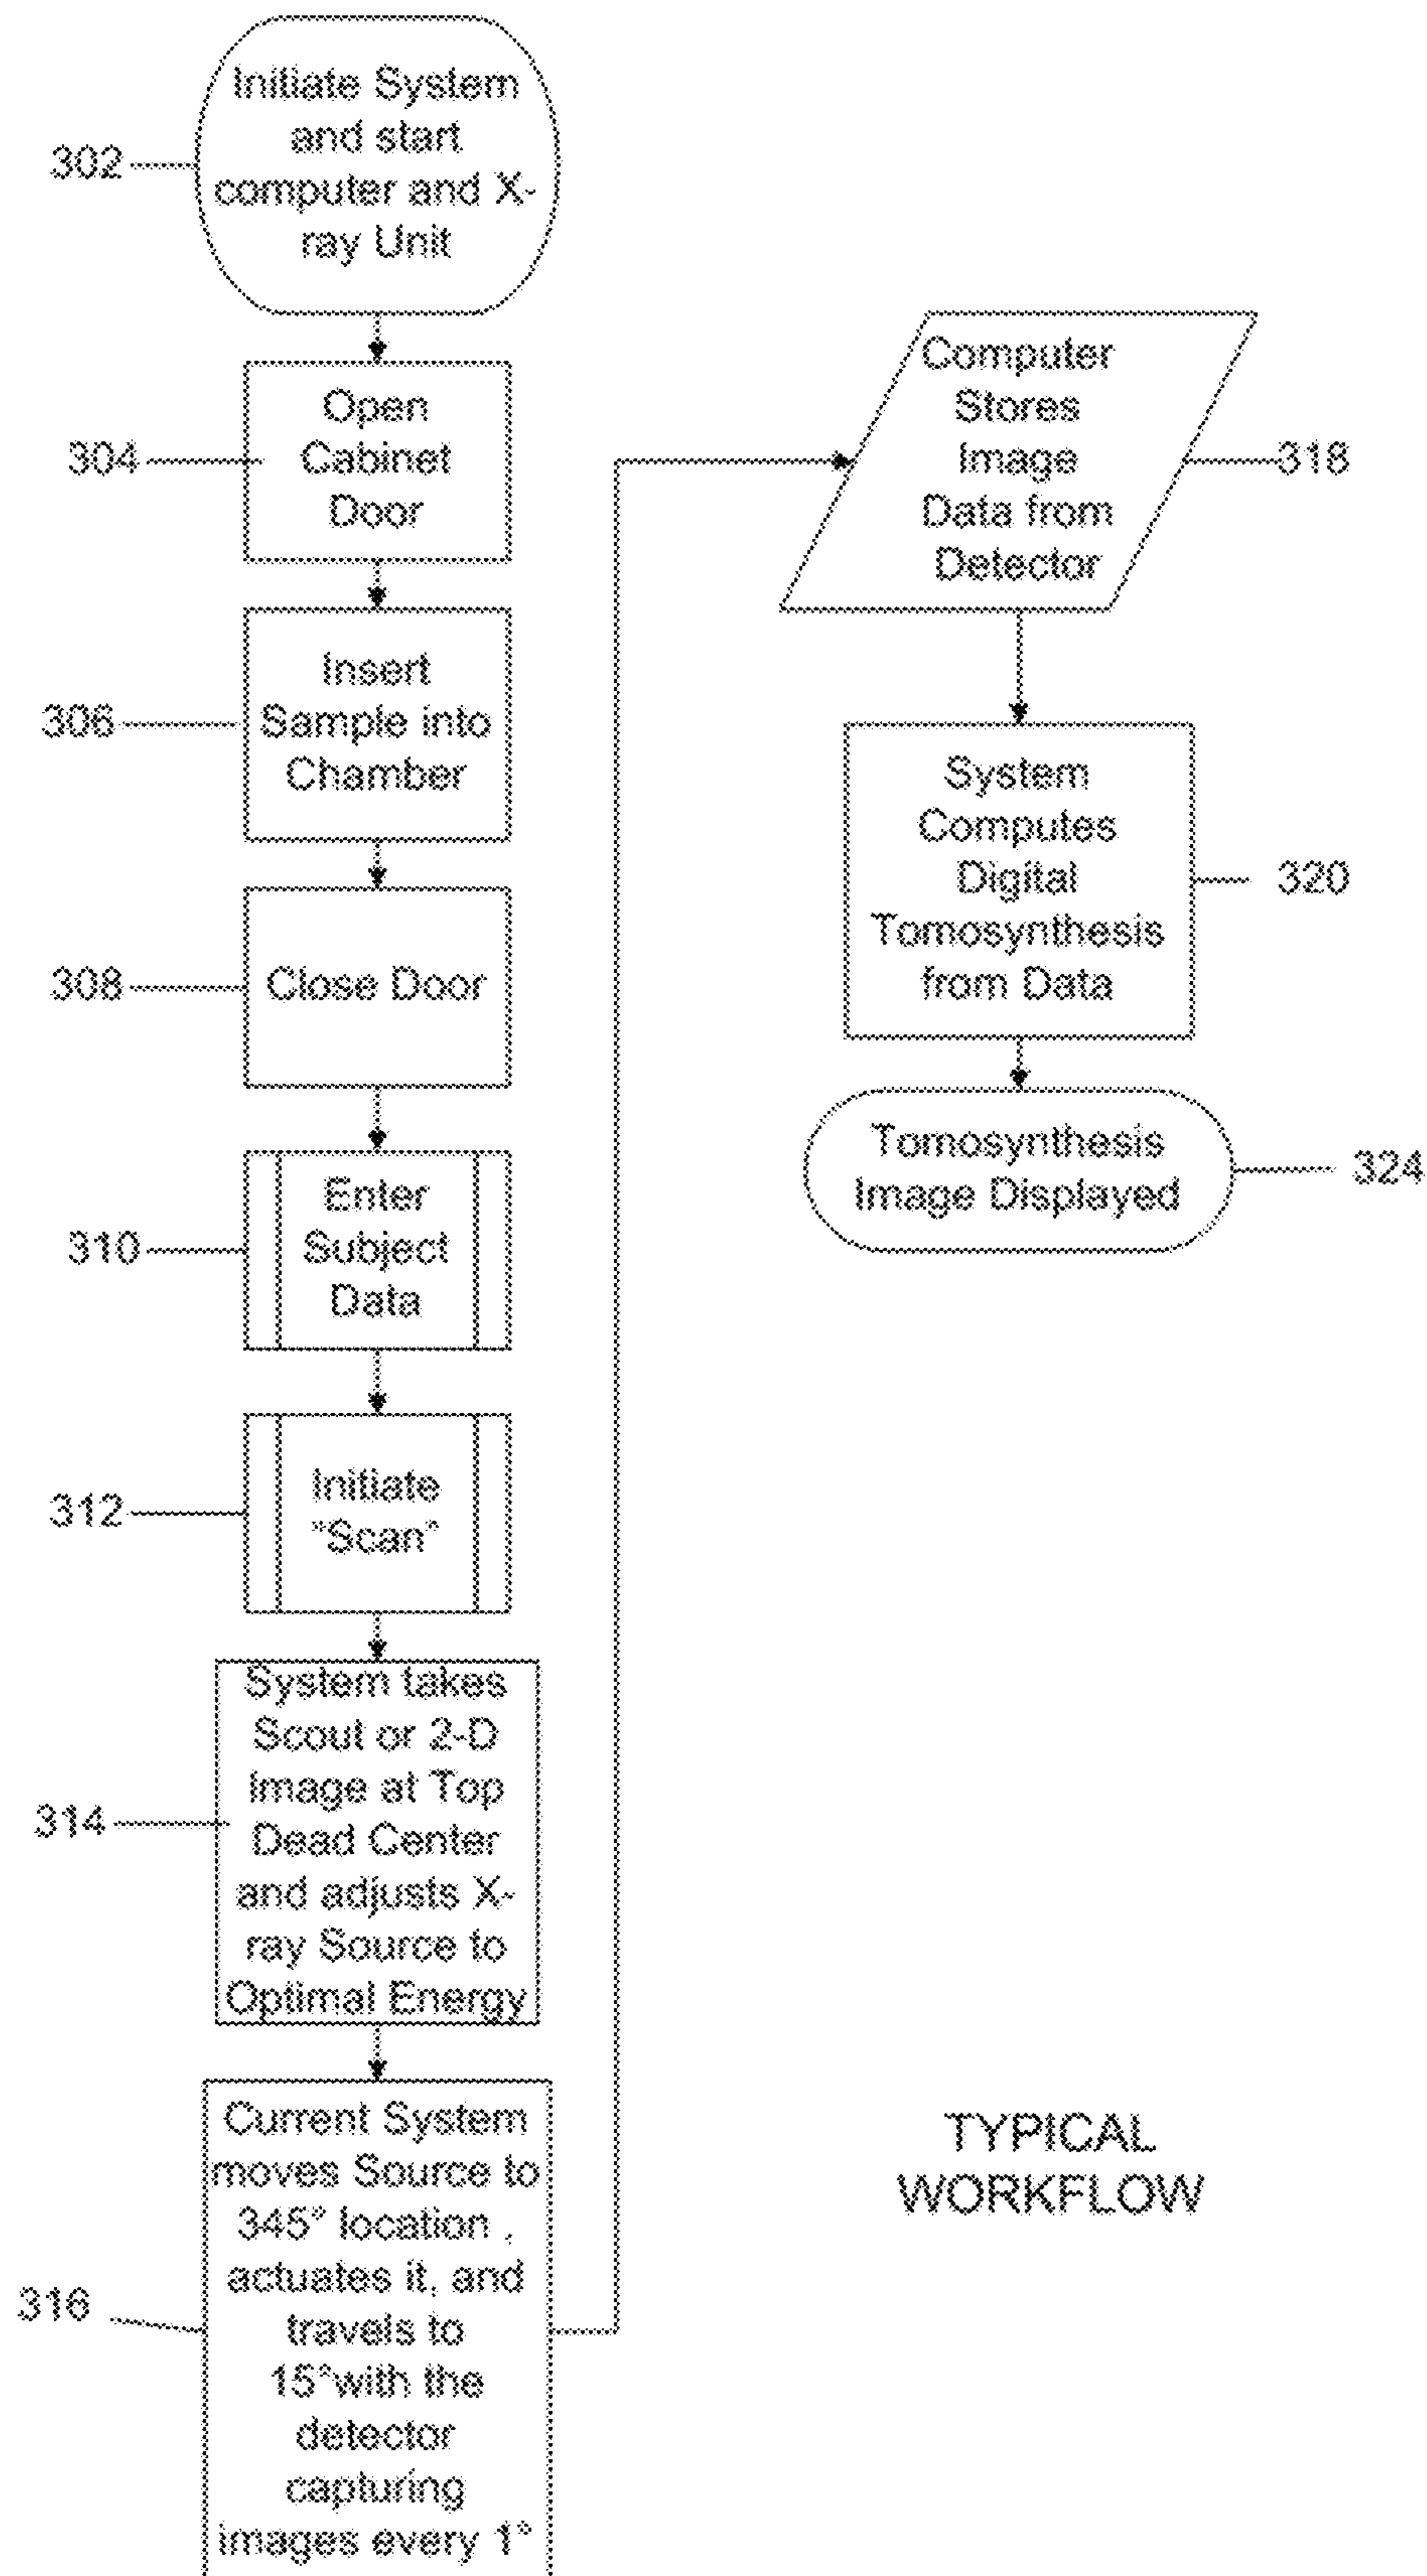 Initiate System
and start
computer and X-
ray Unit
302
Open
Cabinet
Door
304
Insert
Sample into
Chamber
306
Close Door
308
Enter
Subject
Data
310
Initiate
"Scan"
312
System takes
Scout or 2-D
image at Top
Dead Center
and adjusts X-
ray Source to
Optimal Energy
314
Current System
moves Source to
345° location ,
actuates it, and
travels to
15°with the
detector
capturing
images every 1°
316
Computer
Stores
Image
Data from
Detector
318
System
Computes
Digital
Tomosynthesis
from Data
320
Tomosynthesis
Image Displayed
324
TYPICAL
WORKFLOW